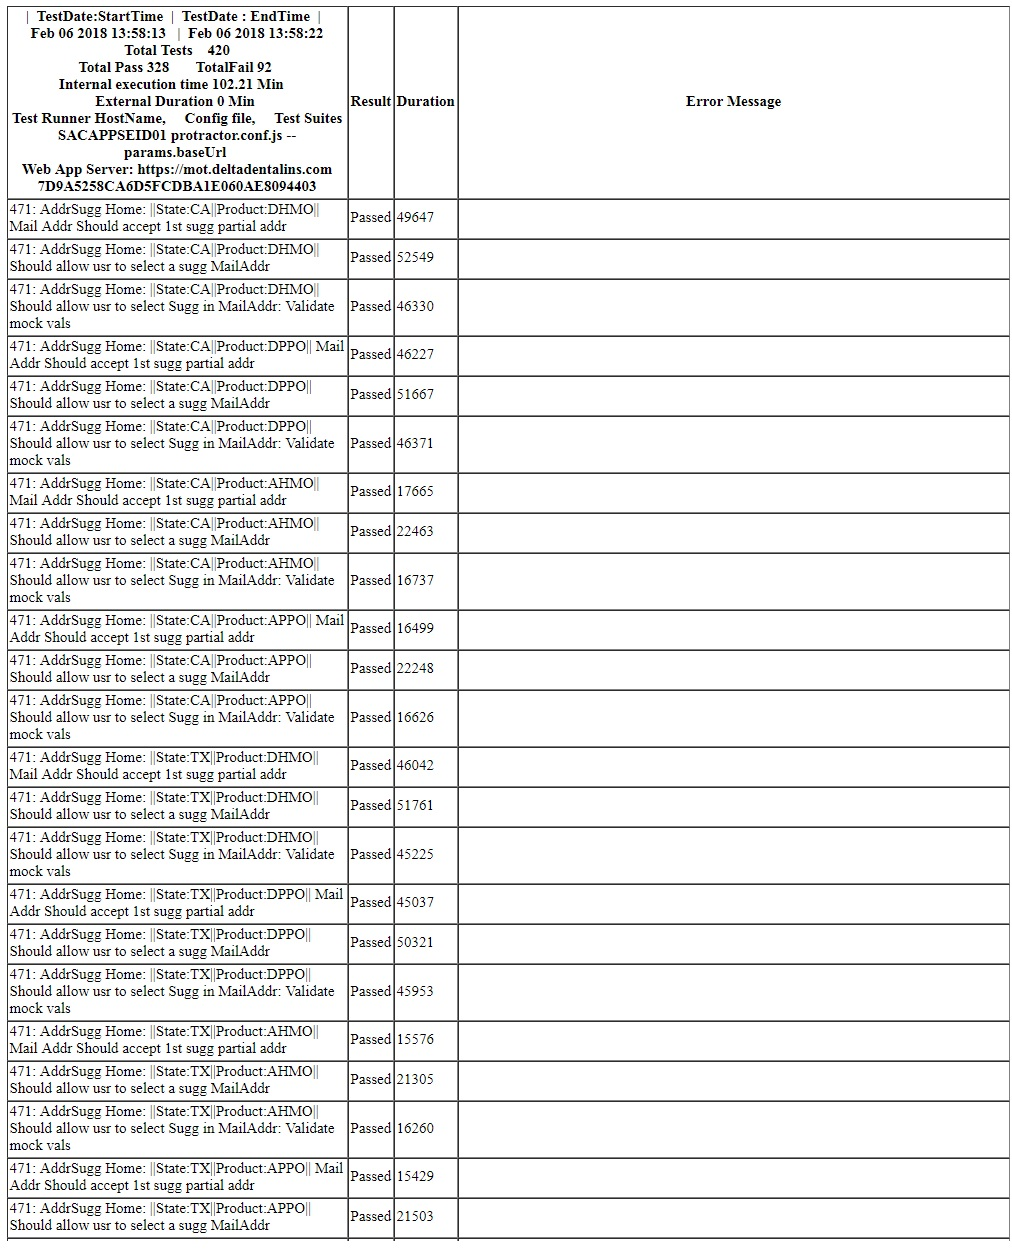 | TestDate:StartTime | TestDate : EndTime |
Feb 06 2018 13:58:13 | Feb 06 2018 13:58:22
Total Tests 420
Total Pass 328 TotalFail 92
Internal execution time 102.21 Min
External Duration 0 Min
Test Runner HostName, Config file, Test Suites
SACAPPSEID01 protractor.conf.js --
params.baseUrl
Web App Server: https://mot.deltadentalins.com
7D9A5258CA6D5FCDBA1E060AE8094403
Result Duration Error Message
471: AddrSugg Home: ||State:CA||Product:DHMO||
Mail Addr Should accept 1st sugg partial addr
Passed 49647
471: AddrSugg Home: ||State:CA||Product:DHMO||
Should allow usr to select a sugg MailAddr
Passed 52549
471: AddrSugg Home: ||State:CA||Product:DHMO||
Should allow usr to select Sugg in MailAddr: Validate
mock vals
Passed 46330
471: AddrSugg Home: ||State:CA||Product:DPPO|| Mail
Addr Should accept 1st sugg partial addr
Passed 46227
471: AddrSugg Home: ||State:CA||Product:DPPO||
Should allow usr to select a sugg MailAddr
Passed 51667
471: AddrSugg Home: ||State:CA||Product:DPPO||
Should allow usr to select Sugg in MailAddr: Validate
mock vals
Passed 46371
471: AddrSugg Home: ||State:CA||Product:AHMO||
Mail Addr Should accept 1st sugg partial addr
Passed 17665
471: AddrSugg Home: ||State:CA||Product:AHMO||
Should allow usr to select a sugg MailAddr
Passed 22463
471: AddrSugg Home: ||State:CA||Product:AHMO||
Should allow usr to select Sugg in MailAddr: Validate
mock vals
Passed 16737
471: AddrSugg Home: ||State:CA||Product:APPO|| Mail
Addr Should accept 1st sugg partial addr
Passed 16499
471: AddrSugg Home: ||State:CA||Product:APPO||
Should allow usr to select a sugg MailAddr
Passed 22248
471: AddrSugg Home: ||State:CA||Product:APPO||
Should allow usr to select Sugg in MailAddr: Validate
mock vals
Passed 16626
471: AddrSugg Home: ||State:TX||Product:DHMO||
Mail Addr Should accept 1st sugg partial addr
Passed 46042
471: AddrSugg Home: ||State:TX||Product:DHMO||
Should allow usr to select a sugg MailAddr
Passed 51761
471: AddrSugg Home: ||State:TX||Product:DHMO||
Should allow usr to select Sugg in MailAddr: Validate
mock vals
Passed 45225
471: AddrSugg Home: ||State:TX||Product:DPPO|| Mail
Addr Should accept 1st sugg partial addr
Passed 45037
471: AddrSugg Home: ||State:TX||Product:DPPO||
Should allow usr to select a sugg MailAddr
Passed 50321
471: AddrSugg Home: ||State:TX||Product:DPPO||
Should allow usr to select Sugg in MailAddr: Validate
mock vals
Passed 45953
471: AddrSugg Home: ||State:TX||Product:AHMO||
Mail Addr Should accept 1st sugg partial addr
Passed 15576
471: AddrSugg Home: ||State:TX||Product:AHMO||
Should allow usr to select a sugg MailAddr
Passed 21305
471: AddrSugg Home: ||State:TX||Product:AHMO||
Should allow usr to select Sugg in MailAddr: Validate
mock vals
Passed 16260
471: AddrSugg Home: ||State:TX||Product:APPO|| Mail
Addr Should accept 1st sugg partial addr
Passed 15429
471: AddrSugg Home: ||State:TX||Product:APPO||
Should allow usr to select a sugg MailAddr
Passed 21503